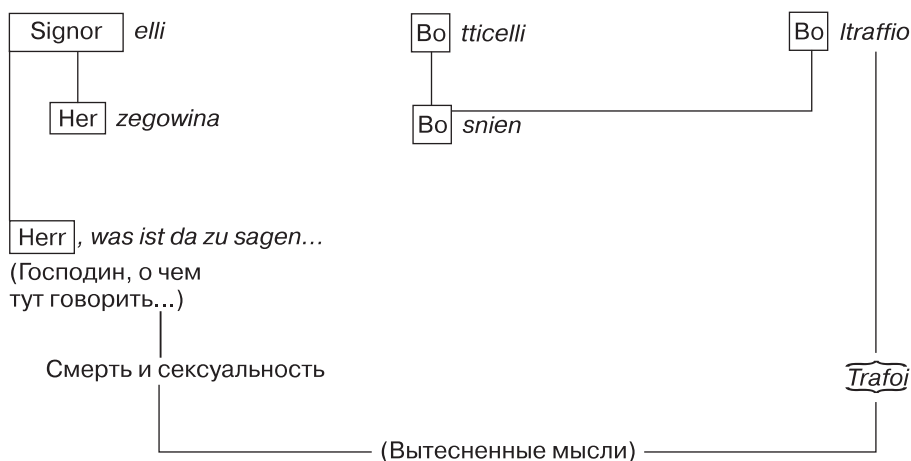 Signor elli Bo tticelli Bo ltraffio
Her zegowina Bo snien
Herr, was ist da zu sagen...
(Господин, о чем
тут говорить...)
Смерть и сексуальность Trafoi
(Вытесненные мысли)